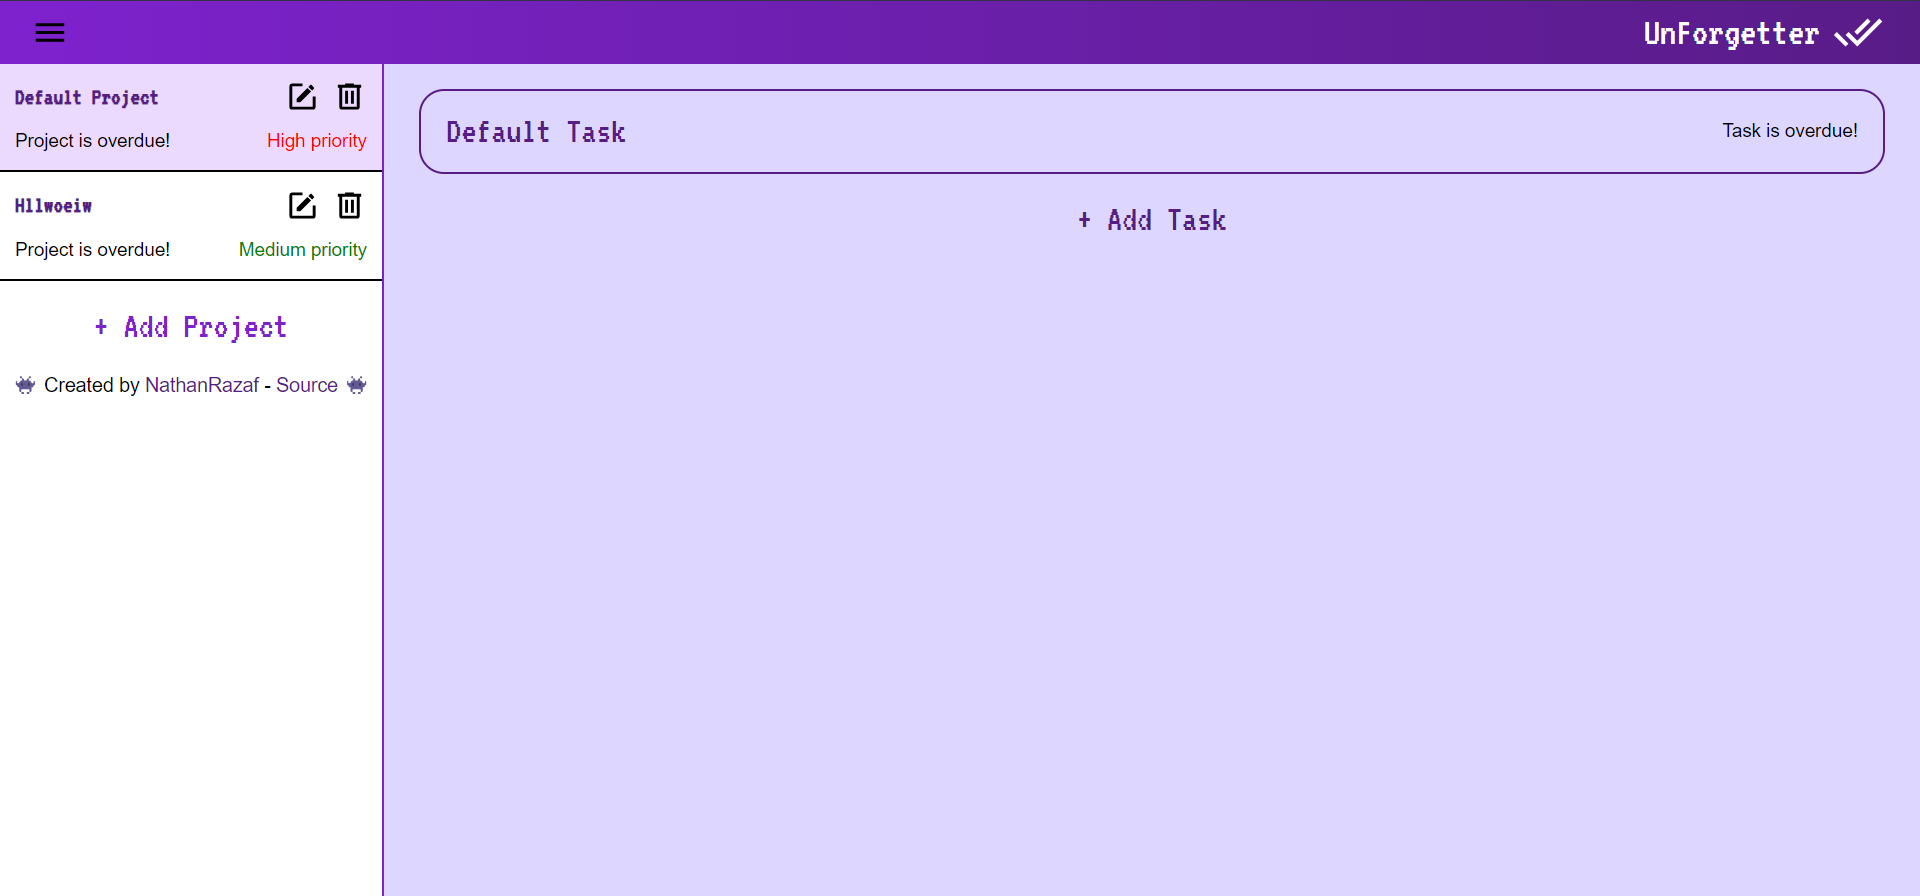 UnForgetter
Default Project
Project is overdue! High priority
Hllwoeiw
Project is overdue! Medium priority
+ Add Project
Created by NathanRazaf - Source
Default Task Task is overdue!
+ Add Task